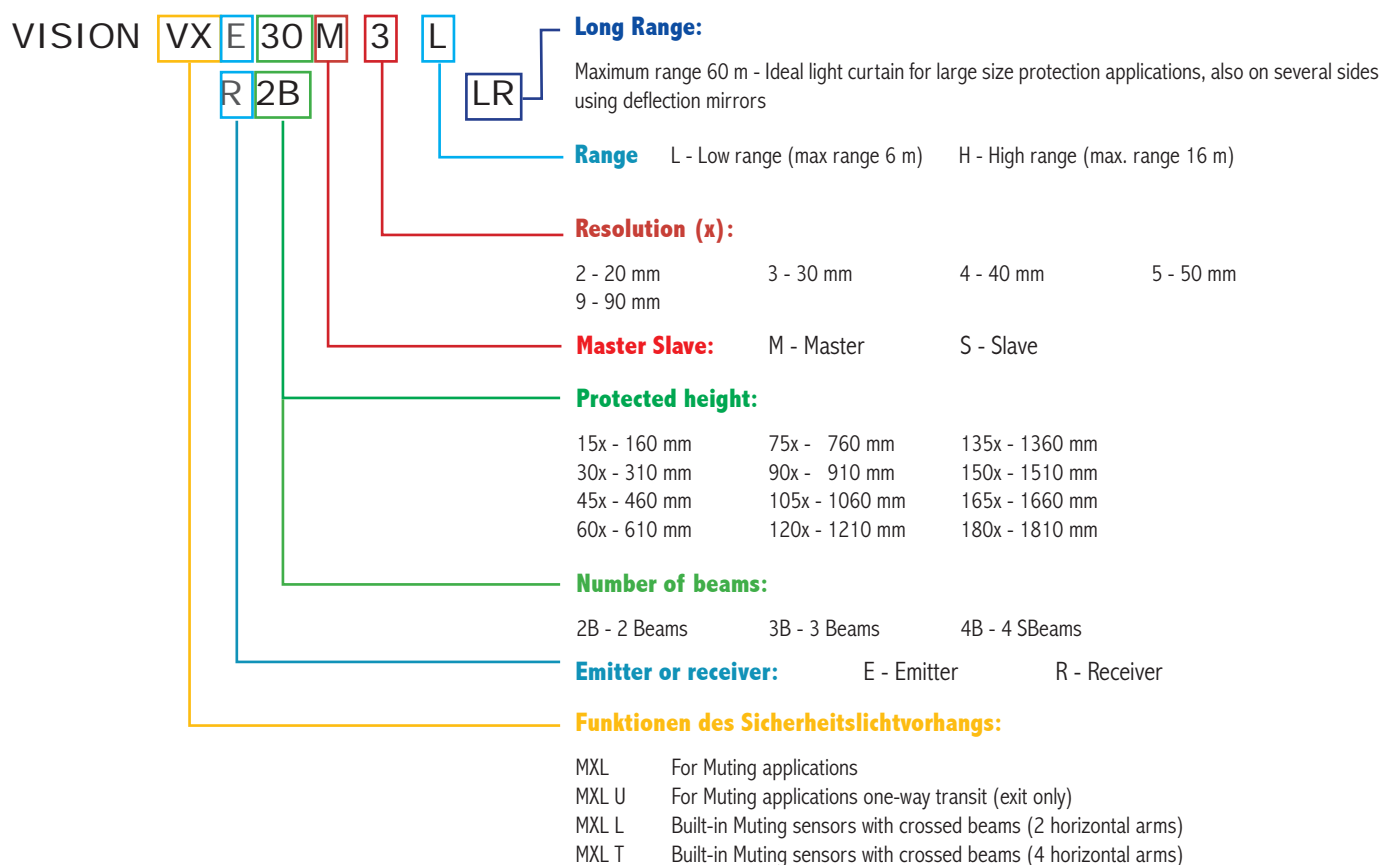 VISION VX E 30 M 3 L
R 2B LR
Long Range:
Maximum range 60 m - Ideal light curtain for large size protection applications, also on several sides
using deflection mirrors
Range L - Low range (max range 6 m) H - High range (max. range 16 m)
Resolution (x):
2 - 20 mm 3 - 30 mm 4 - 40 mm 5 - 50 mm
9 - 90 mm
Master Slave: M - Master S - Slave
Protected height:
15x - 160 mm 75x - 760 mm 135x - 1360 mm
30x - 310 mm 90x - 910 mm 150x - 1510 mm
45x - 460 mm 105x - 1060 mm 165x - 1660 mm
60x - 610 mm 120x - 1210 mm 180x - 1810 mm
Number of beams:
2B - 2 Beams 3B - 3 Beams 4B - 4 SBeams
Emitter or receiver: E - Emitter R - Receiver
Funktionen des Sicherheitslichtvorhangs:
MXL For Muting applications
MXL U For Muting applications one-way transit (exit only)
MXL L Built-in Muting sensors with crossed beams (2 horizontal arms)
MXL T Built-in Muting sensors with crossed beams (4 horizontal arms)